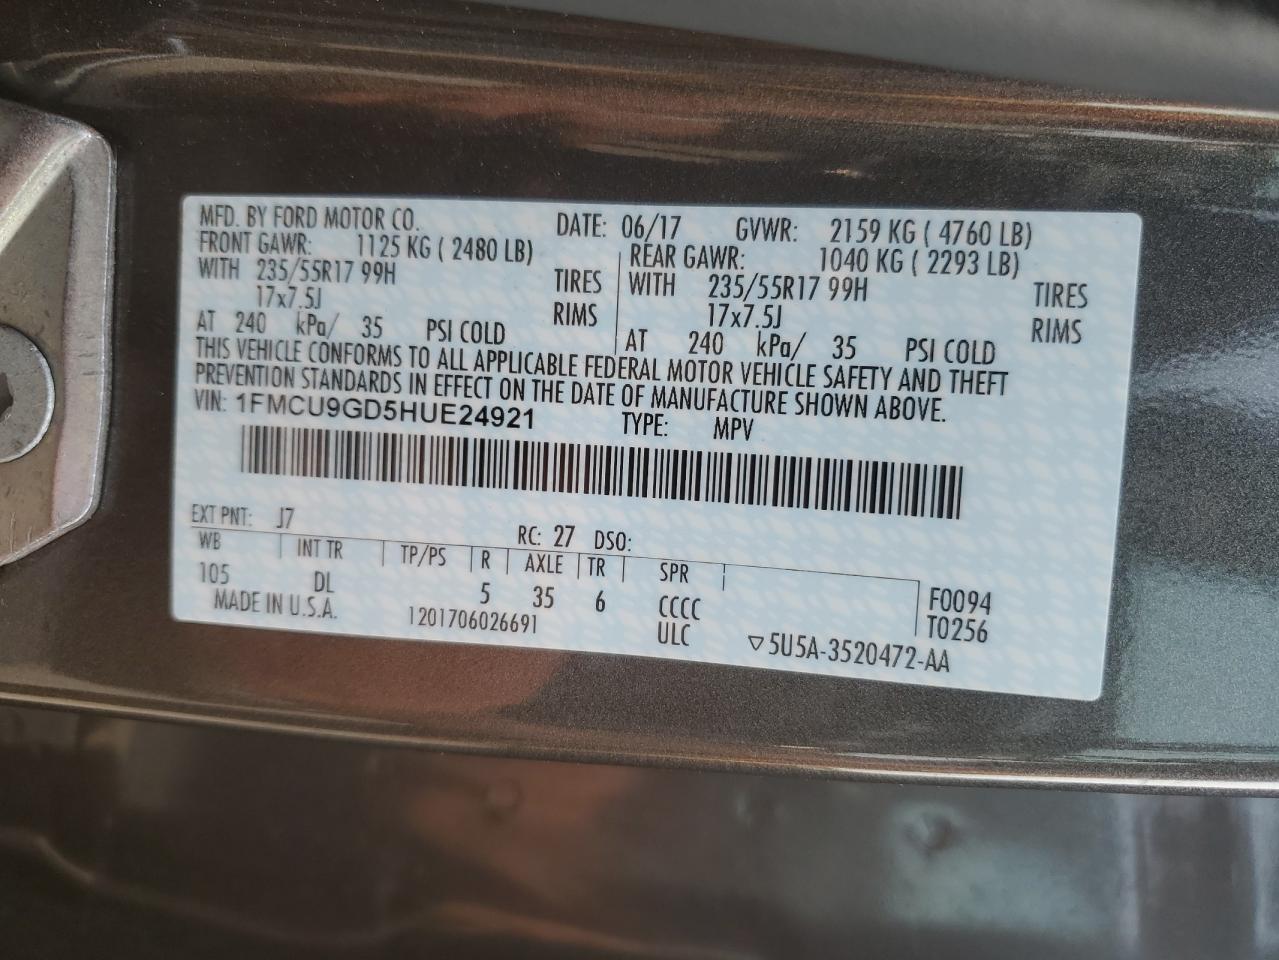 MFD. BY FORD MOTOR CO. DATE: 06/17 GVWR: 2159 KG ( 4760 LB)
FRONT GAWR: 1125 KG ( 2480 LB) REAR GAWR: 1040 KG ( 2293 LB)
WITH 235/55R17 99H TIRES WITH 235/55R17 99H TIRES
17x7.5J RIMS 17x7.5J RIMS
AT 240 kPa/ 35 PSI COLD AT 240 kPa/ 35 PSI COLD
THIS VEHICLE CONFORMS TO ALL APPLICABLE FEDERAL MOTOR VEHICLE SAFETY AND THEFT
PREVENTION STANDARDS IN EFFECT ON THE DATE OF MANUFACTURE SHOWN ABOVE.
VIN: 1FMCU9GD5HUE24921 TYPE: MPV
EXT PNT: J7 RC: 27 DSO:
WB INT TR TP/PS R AXLE TR SPR
105 DL 5 35 6 CCCC F0094
MADE IN U.S.A. 1201706026691 ULC ▽5U5A-3520472-AA T0256